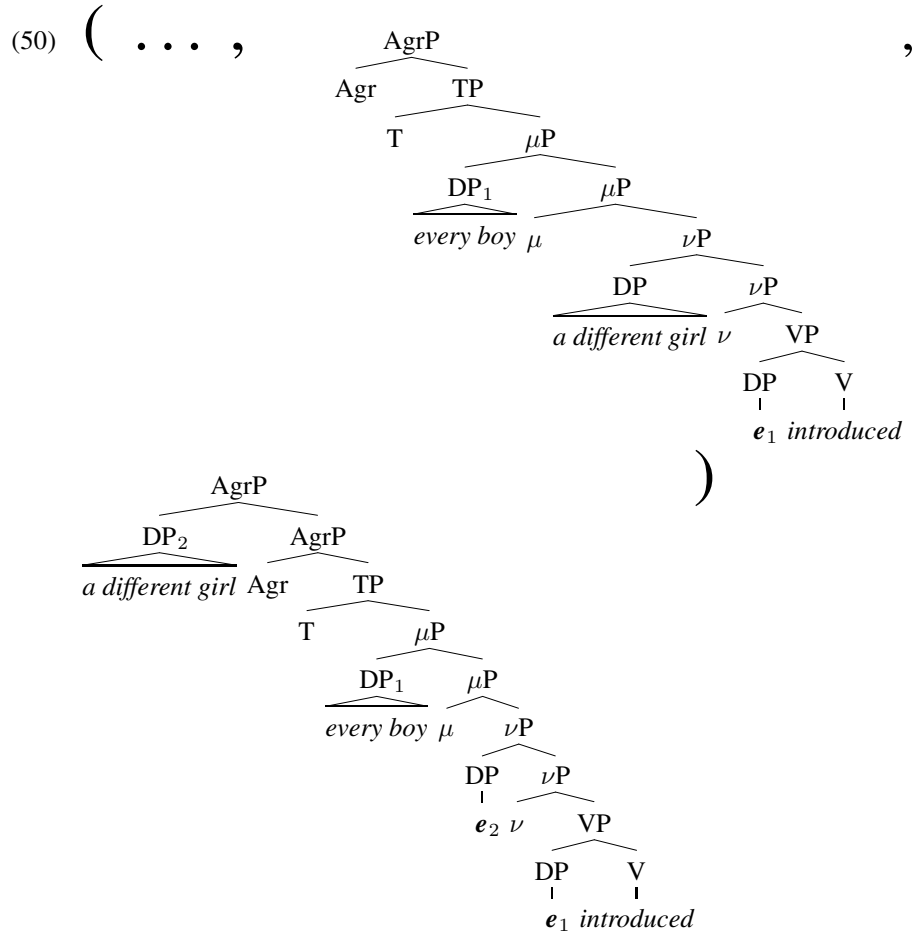 (50) ( . . . , AgrP ,
Agr TP
T μP
DP₁ μP
every boy μ νP
DP νP
a different girl ν VP
DP V
e₁ introduced
AgrP )
DP₂ AgrP
a different girl Agr TP
T μP
DP₁ μP
every boy μ νP
DP νP
e₂ ν VP
DP V
e₁ introduced